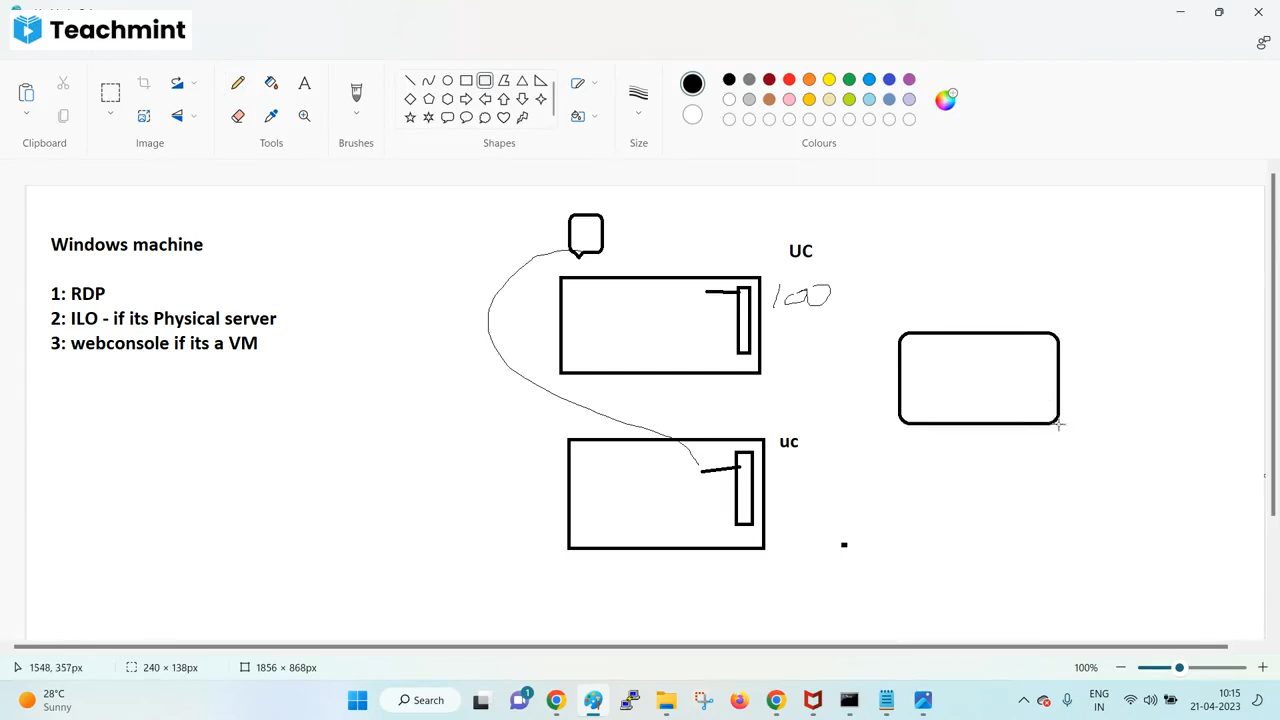 Teachmint
Clipboard
Image
Tools
Brushes
Shapes
Size
Colours
Windows machine
1: RDP
2: ILO - if its Physical server
3: webconsole if its a VM
UC
100
uc
1548, 357px
240 × 138px
1856 × 868px
100%
28°C
Sunny
Search
1
ENG
IN
10:15
21-04-2023